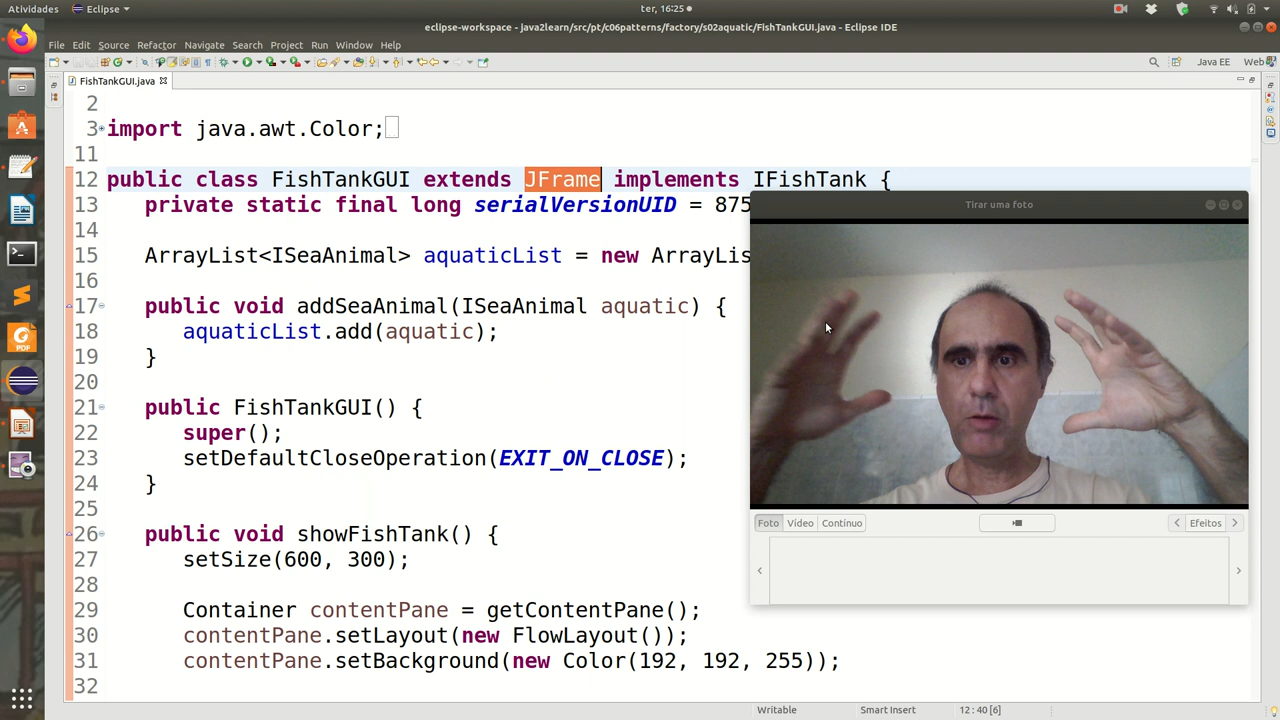 Atividades Eclipse ter, 16:25
eclipse-workspace - java2learn/src/pt/c06patterns/factory/s02aquatic/FishTankGUI.java - Eclipse IDE
File Edit Source Refactor Navigate Search Project Run Window Help
Java EE Web
FishTankGUI.java
2
3 import java.awt.Color;
11
12 public class FishTankGUI extends JFrame implements IFishTank {
13 private static final long serialVersionUID = 875
14
15 ArrayList<ISeaAnimal> aquaticList = new ArrayLis
16
17 public void addSeaAnimal(ISeaAnimal aquatic) {
18 aquaticList.add(aquatic);
19 }
20
21 public FishTankGUI() {
22 super();
23 setDefaultCloseOperation(EXIT_ON_CLOSE);
24 }
25
26 public void showFishTank() {
27 setSize(600, 300);
28
29 Container contentPane = getContentPane();
30 contentPane.setLayout(new FlowLayout());
31 contentPane.setBackground(new Color(192, 192, 255));
32
Tirar uma foto
Foto Vídeo Contínuo < Efeitos >
PDF
Writable Smart Insert 12 : 40 [6]